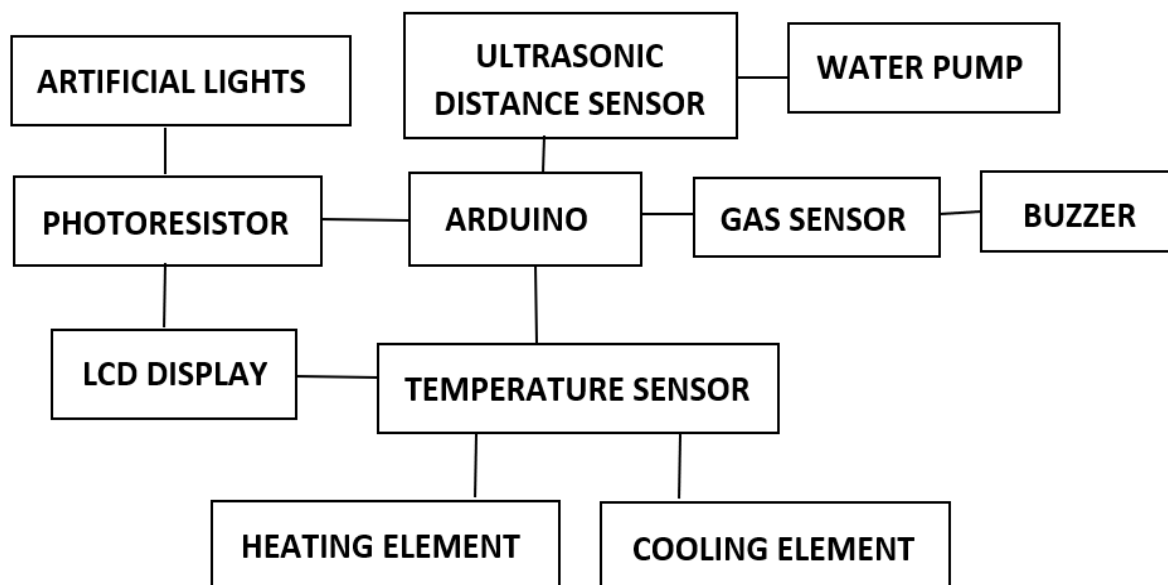 ARTIFICIAL LIGHTS
ULTRASONIC
DISTANCE SENSOR
WATER PUMP
PHOTORESISTOR
ARDUINO
GAS SENSOR
BUZZER
LCD DISPLAY
TEMPERATURE SENSOR
HEATING ELEMENT
COOLING ELEMENT